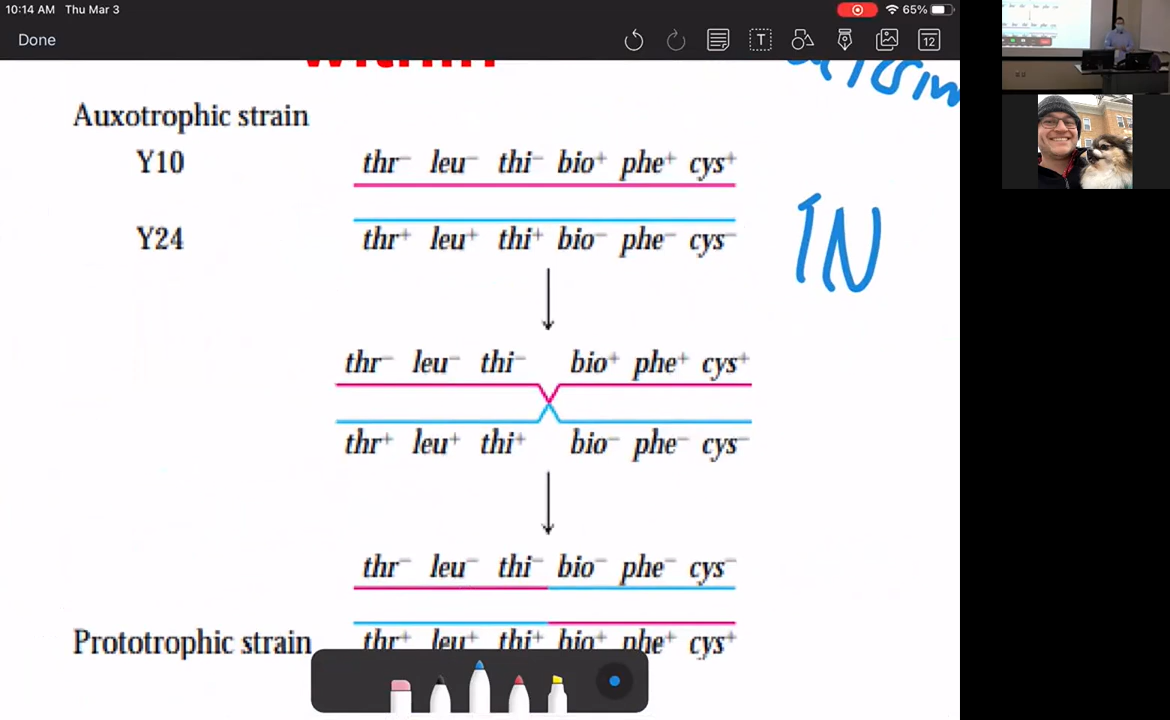 10:14 AM Thu Mar 3
65%
Done
T
12
within
Auxotrophic strain
Y10 thr⁻ leu⁻ thi⁻ bio⁺ phe⁺ cys⁺
Y24 thr⁺ leu⁺ thi⁺ bio⁻ phe⁻ cys⁻
IN
thr⁻ leu⁻ thi⁻ bio⁺ phe⁺ cys⁺
thr⁺ leu⁺ thi⁺ bio⁻ phe⁻ cys⁻
thr⁻ leu⁻ thi⁻ bio⁻ phe⁻ cys⁻
Prototrophic strain thr⁺ leu⁺ thi⁺ bio⁺ phe⁺ cys⁺